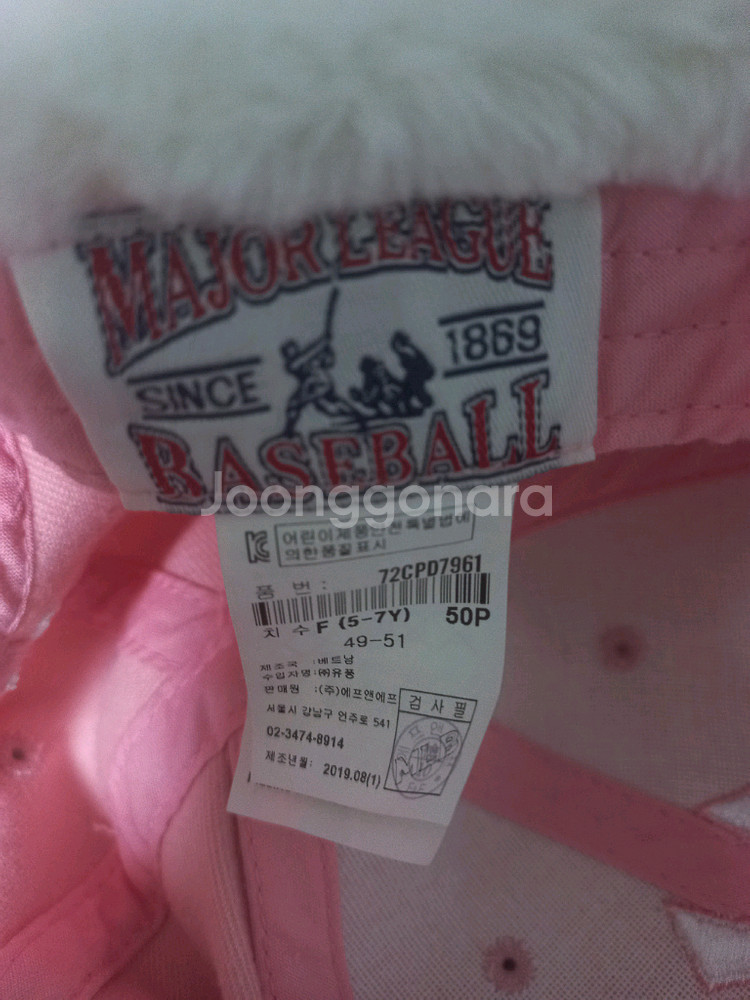 MAJOR LEAGUE
SINCE
1869
BASEBALL
Joonggonara
어린이제품안전특별법에
의한품질표시
품 번 : 72CPD7961
치 수 F (5-7Y) 50P
49-51
제조국 : 베트남
수입자명 : ㈜유풍
판매원 : (주)에프앤에프
서울시 강남구 언주로 541
02-3474-8914
제조년월: 2019.08(1)
검 사 필